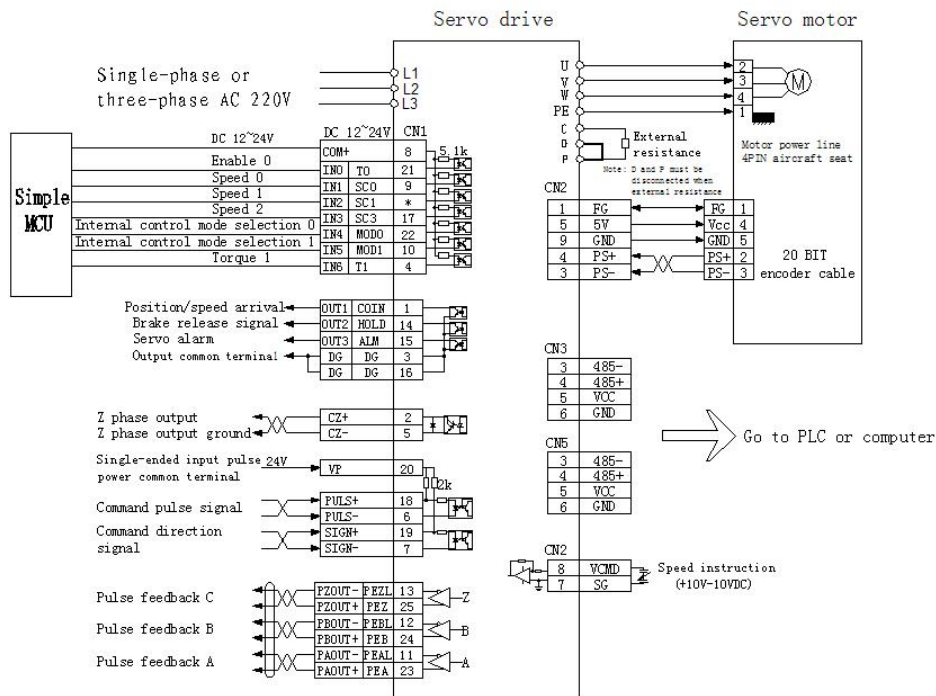 Servo drive
Servo motor
Single-phase or
three-phase AC 220V
L1
L2
L3
U
V
W
PE
C
D
P
2
3
4
1
M
External
resistance
Note: D and P must be
disconnected when
external resistance
Motor power line
4PIN aircraft seat
Simple
MCU
DC 12~24V
Enable 0
Speed 0
Speed 1
Speed 2
Internal control mode selection 0
Internal control mode selection 1
Torque 1
DC 12~24V CN1
COM+ 8
IN0 TO 21
IN1 SC0 9
IN2 SC1 *
IN3 SC3 17
IN4 MOD0 22
IN5 MOD1 10
IN6 T1 4
5.1k
CN2
1 FG
5 5V
9 GND
4 PS+
3 PS-
FG 1
Vcc 4
GND 5
PS+ 2
PS- 3
20 BIT
encoder cable
Position/speed arrival
Brake release signal
Servo alarm
Output common terminal
OUT1 COIN 1
OUT2 HOLD 14
OUT3 ALM 15
DG DG 3
DG DG 16
CN3
3 485-
4 485+
5 VCC
6 GND
Z phase output
Z phase output ground
CZ+ 2
CZ- 5
CN5
3 485-
4 485+
5 VCC
6 GND
Go to PLC or computer
Single-ended input pulse 24V
power common terminal
VP 20
2k
Command pulse signal
PULS+ 18
PULS- 6
Command direction
signal
SIGN+ 19
SIGN- 7
CN2
8 VCMD
7 SG
Speed instruction
(+10V-10VDC)
Pulse feedback C
PZOUT- PEZL 13
PZOUT+ PEZ 25
Z
Pulse feedback B
PBOUT- PEBL 12
PBOUT+ PEB 24
B
Pulse feedback A
PAOUT- PEAL 11
PAOUT+ PEA 23
A